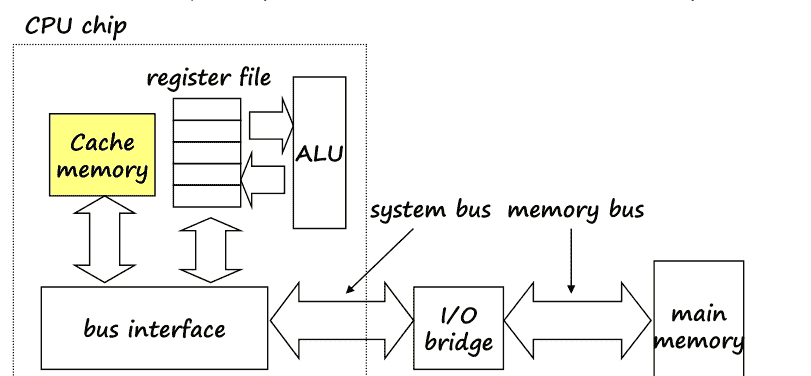 CPU chip
register file
Cache
memory
ALU
system bus
memory bus
bus interface
I/O
bridge
main
memory